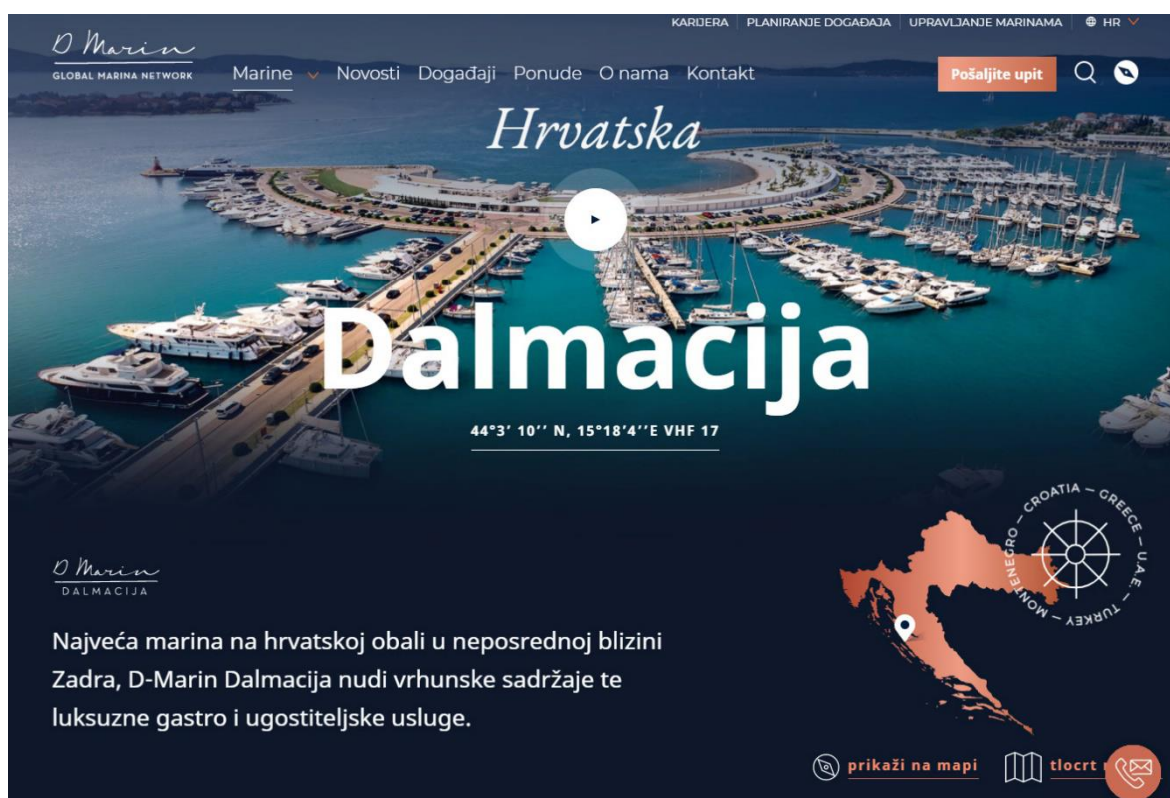 KARIJERA PLANIRANJE DOGAĐAJA UPRAVLJANJE MARINAMA HR
D Marin
GLOBAL MARINA NETWORK
Marine Novosti Događaji Ponude O nama Kontakt
Pošaljite upit
Hrvatska
Dalmacija
44°3′ 10′′ N, 15°18′4′′E VHF 17
CROATIA – GREECE – U.A.E. – TURKEY – MONTENEGRO –
D Marin
DALMACIJA
Najveća marina na hrvatskoj obali u neposrednoj blizini
Zadra, D-Marin Dalmacija nudi vrhunske sadržaje te
luksuzne gastro i ugostiteljske usluge.
prikaži na mapi tlocrt